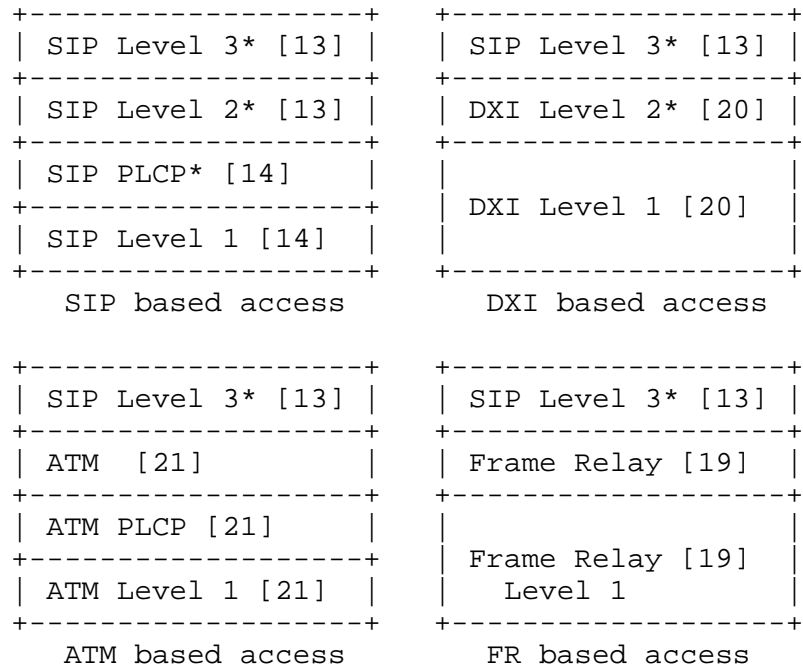 +--------------------+   +--------------------+
| SIP Level 3* [13] |   | SIP Level 3* [13] |
+--------------------+   +--------------------+
| SIP Level 2* [13] |   | DXI Level 2* [20] |
+--------------------+   +--------------------+
| SIP PLCP* [14]    |   |                   |
+--------------------+   | DXI Level 1 [20]  |
| SIP Level 1 [14]  |   |                   |
+--------------------+   +--------------------+
SIP based access        DXI based access
+--------------------+   +--------------------+
| SIP Level 3* [13] |   | SIP Level 3* [13] |
+--------------------+   +--------------------+
| ATM  [21]         |   | Frame Relay [19]  |
+--------------------+   +--------------------+
| ATM PLCP [21]     |   |                   |
+--------------------+   | Frame Relay [19]  |
| ATM Level 1 [21]  |   |   Level 1         |
+--------------------+   +--------------------+
ATM based access        FR based access